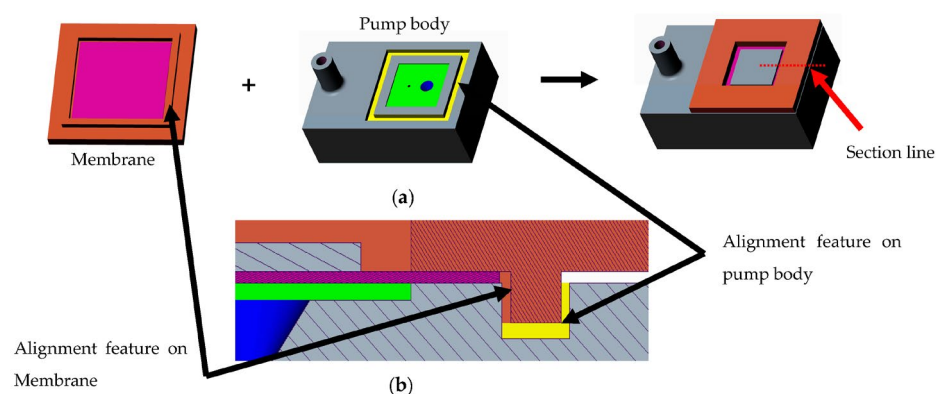 Pump body
+
Membrane
Section line
(a)
Alignment feature on
pump body
Alignment feature on
Membrane
(b)